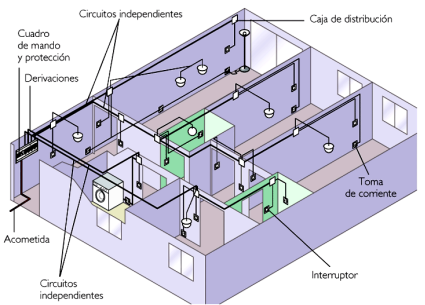 Circuitos independientes
Caja de distribución
Cuadro
de mando
y protección
Derivaciones
Toma
de corriente
Acometida
Interruptor
Circuitos
independientes